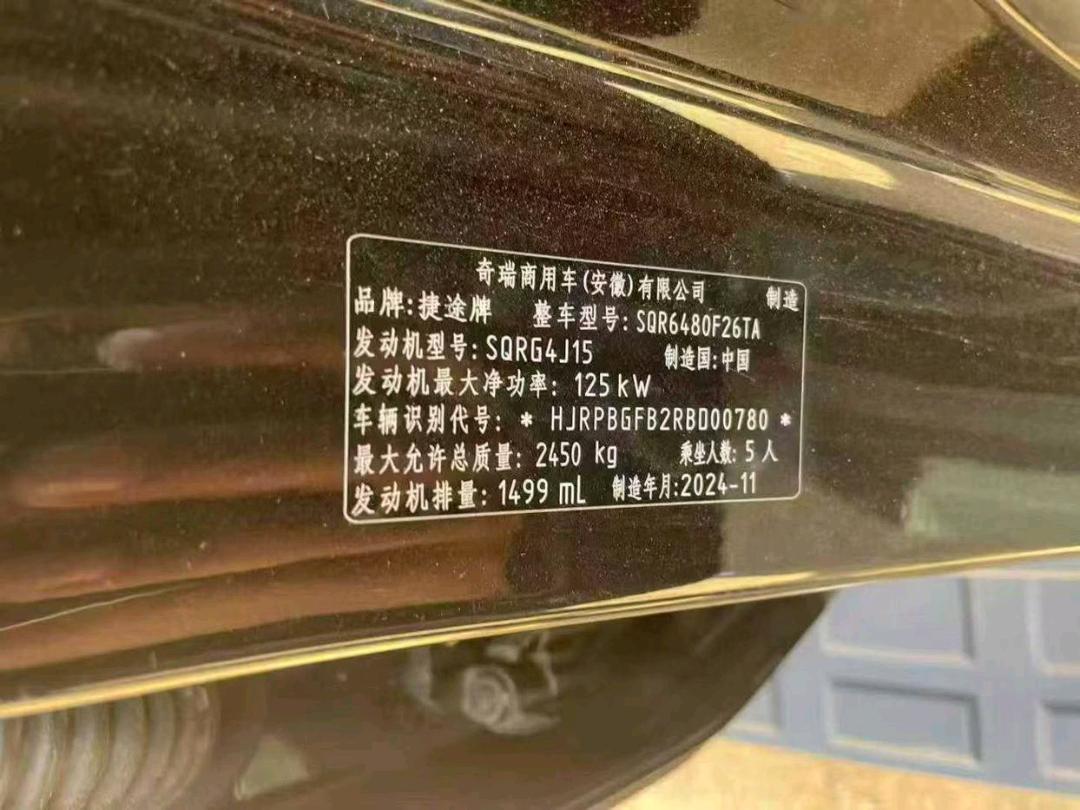 奇瑞商用车(安徽)有限公司 制造
品牌:捷途牌 整车型号:SQR6480F26TA
发动机型号:SQRG4J15 制造国:中国
发动机最大净功率: 125kW
车辆识别代号: * HJRPBGFB2RBD00780 *
最大允许总质量: 2450 kg 乘坐人数: 5 人
发动机排量: 1499 mL 制造年月:2024-11